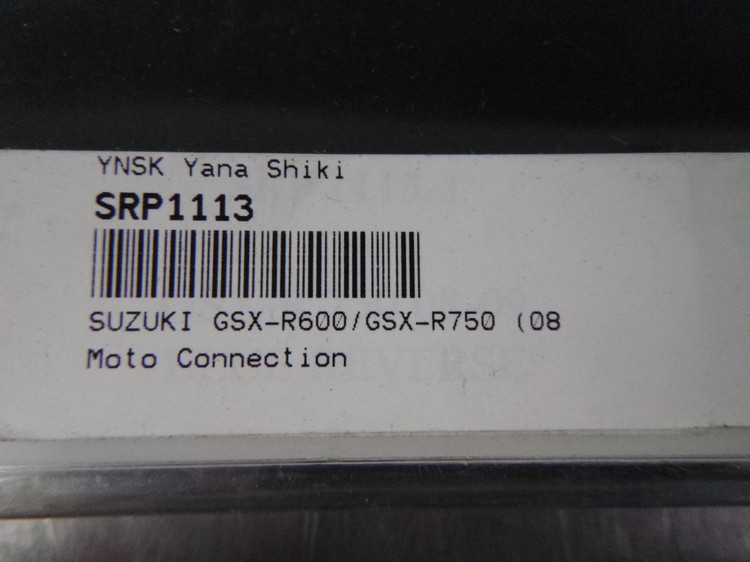 YNSK Yana Shiki
SRP1113
SUZUKI GSX-R600/GSX-R750 (08
Moto Connection